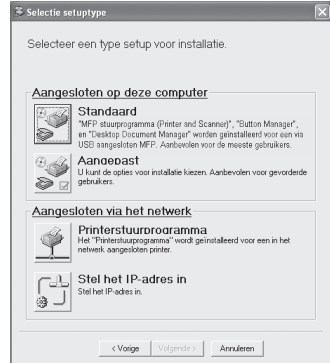 Selectie setuptype
Selecteer een type setup voor installatie.
Aangesloten op deze computer
Standaard
"MFP stuurprogramma (Printer and Scanner)", "Button Manager",
en "Desktop Document Manager" worden geïnstalleerd voor een via
USB aangesloten MFP. Aanbevolen voor de meeste gebruikers.
Aangepast
U kunt de opties voor installatie kiezen. Aanbevolen voor gevorderde
gebruikers.
Aangesloten via het netwerk
Printerstuurprogramma
Het "Printerstuurprogramma" wordt geïnstalleerd voor een in het
netwerk aangesloten printer.
Stel het IP-adres in
Stel het IP-adres in.
< Vorige
Volgende >
Annuleren